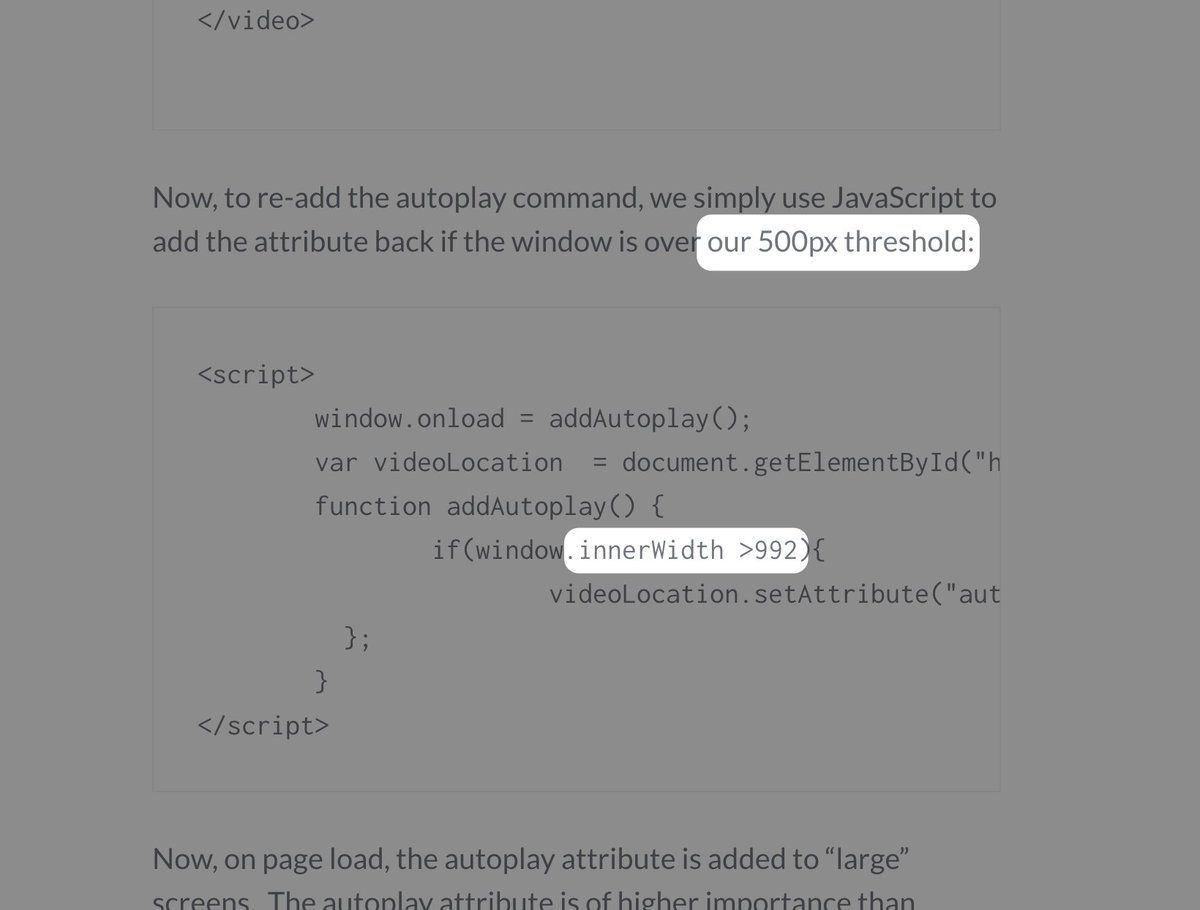 </video>
Now, to re-add the autoplay command, we simply use JavaScript to
add the attribute back if the window is over our 500px threshold:
<script>
window.onload = addAutoplay();
var videoLocation  = document.getElementById("h
function addAutoplay() {
if(window.innerWidth >992){
videoLocation.setAttribute("aut
};
}
</script>
Now, on page load, the autoplay attribute is added to “large”
screens.  The autoplay attribute is of higher importance than